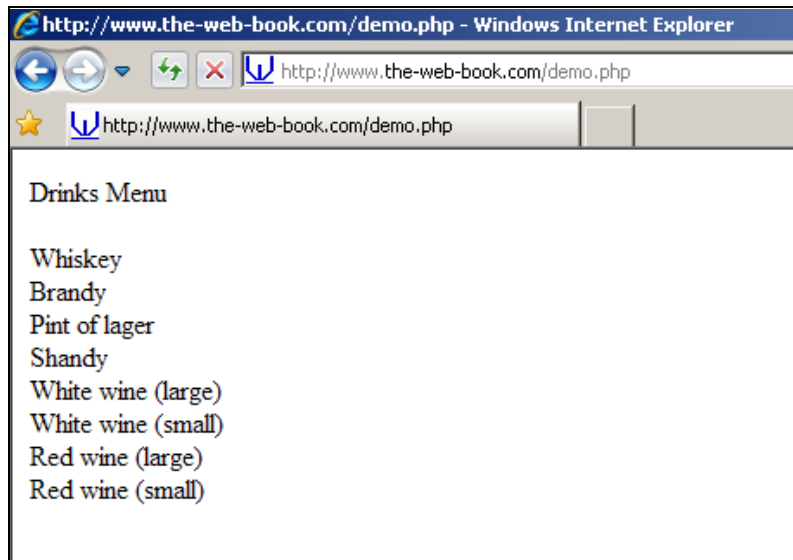 http://www.the-web-book.com/demo.php - Windows Internet Explorer
http://www.the-web-book.com/demo.php
http://www.the-web-book.com/demo.php
Drinks Menu
Whiskey
Brandy
Pint of lager
Shandy
White wine (large)
White wine (small)
Red wine (large)
Red wine (small)